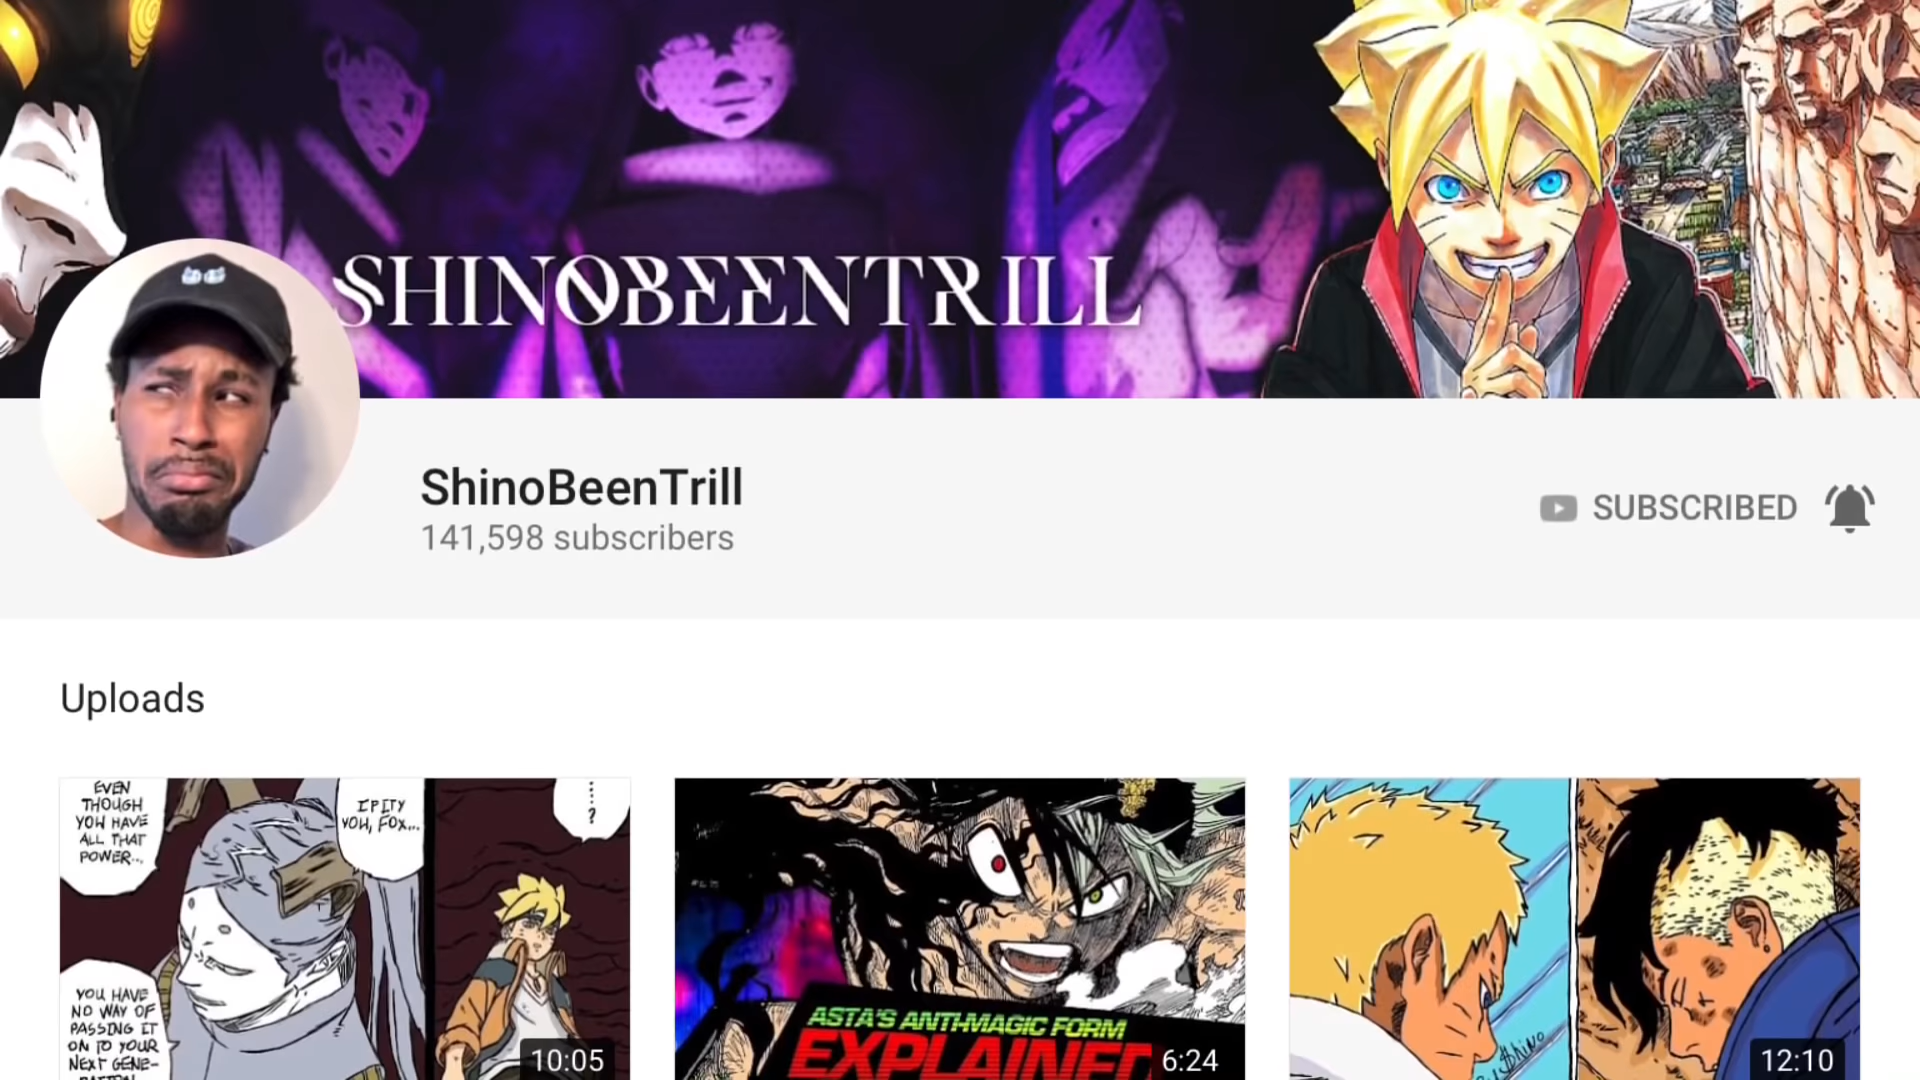 SHINOBEENTRILL
ShinoBeenTrill
141,598 subscribers
SUBSCRIBED
Uploads
EVEN
THOUGH
YOU HAVE
ALL THAT
POWER...
I PITY
YOU, FOX...
...?
YOU HAVE
NO WAY OF
PASSING IT
ON TO YOUR
NEXT GENE-
10:05
ASTA'S ANTI-MAGIC FORM
EXPLAINED
6:24
Shino
12:10